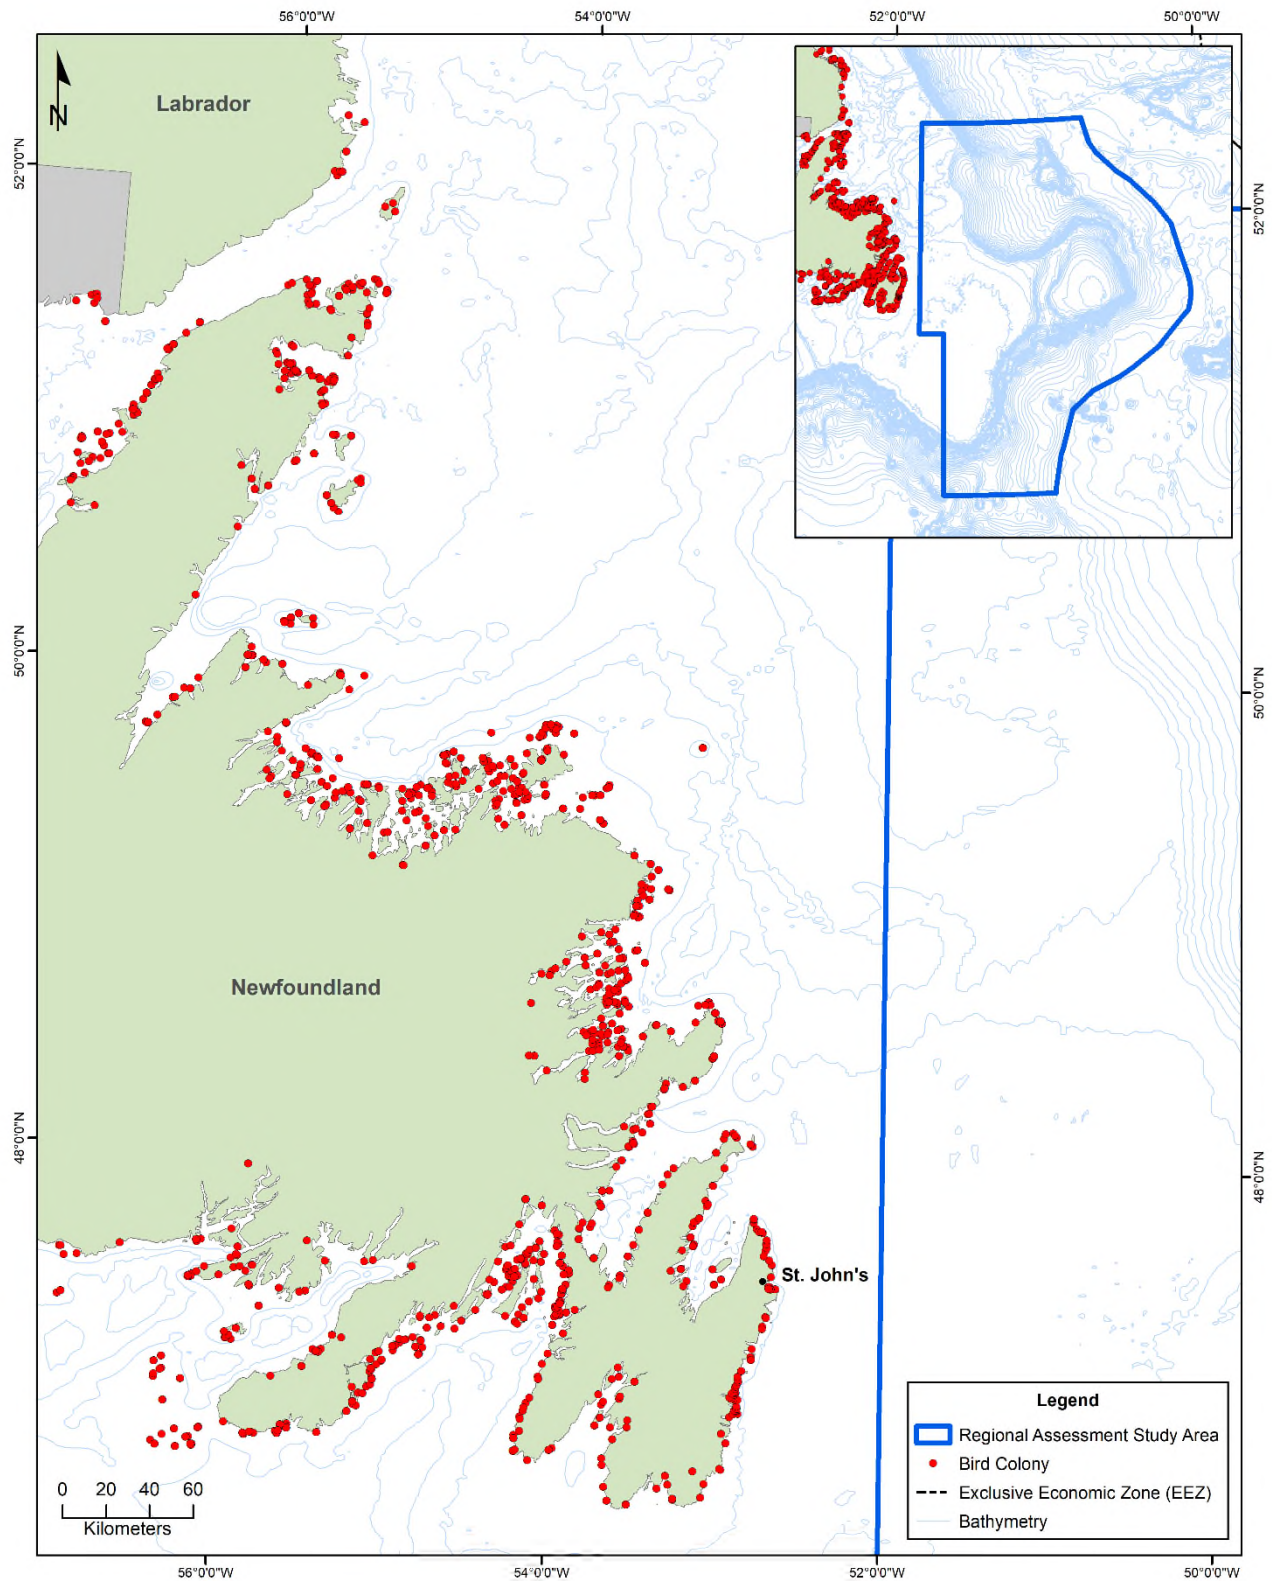 56°0'0"W 54°0'0"W 52°0'0"W 50°0'0"W
N
Labrador
52°0'0"N
52°0'0"N
50°0'0"N
50°0'0"N
Newfoundland
48°0'0"N
48°0'0"N
St. John's
Legend
Regional Assessment Study Area
Bird Colony
Exclusive Economic Zone (EEZ)
Bathymetry
0 20 40 60
Kilometers
56°0'0"W 54°0'0"W 52°0'0"W 50°0'0"W